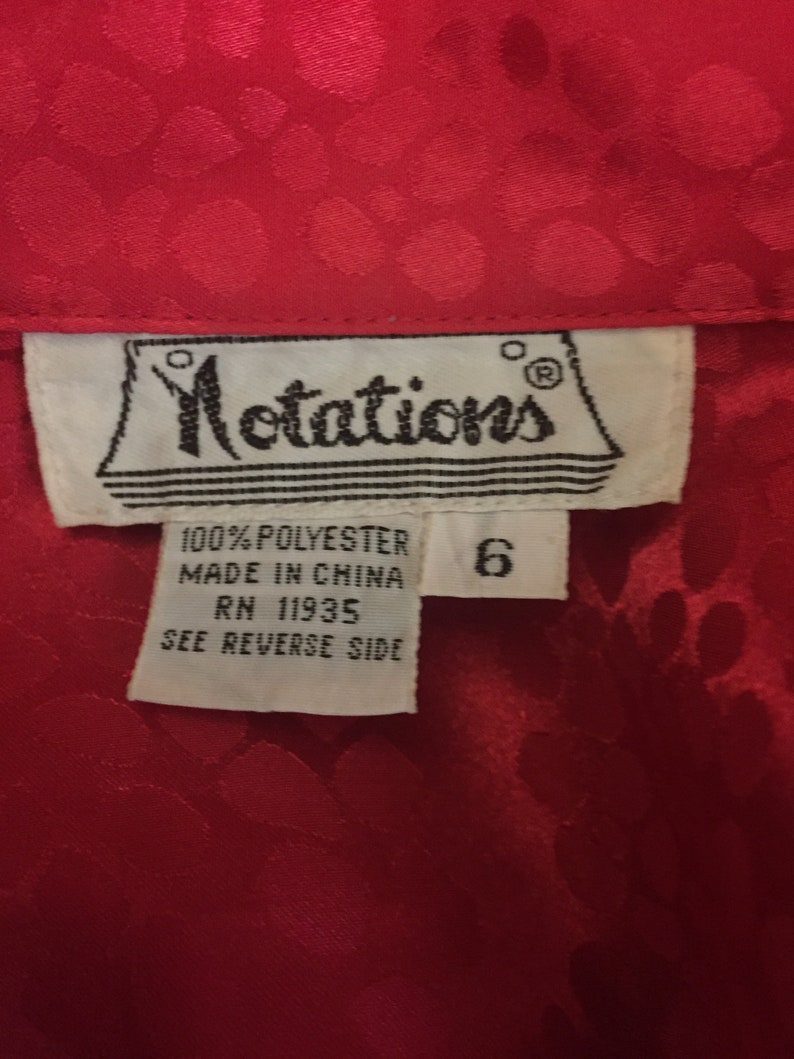 Notations ®
100% POLYESTER
MADE IN CHINA
RN 11935
SEE REVERSE SIDE
6